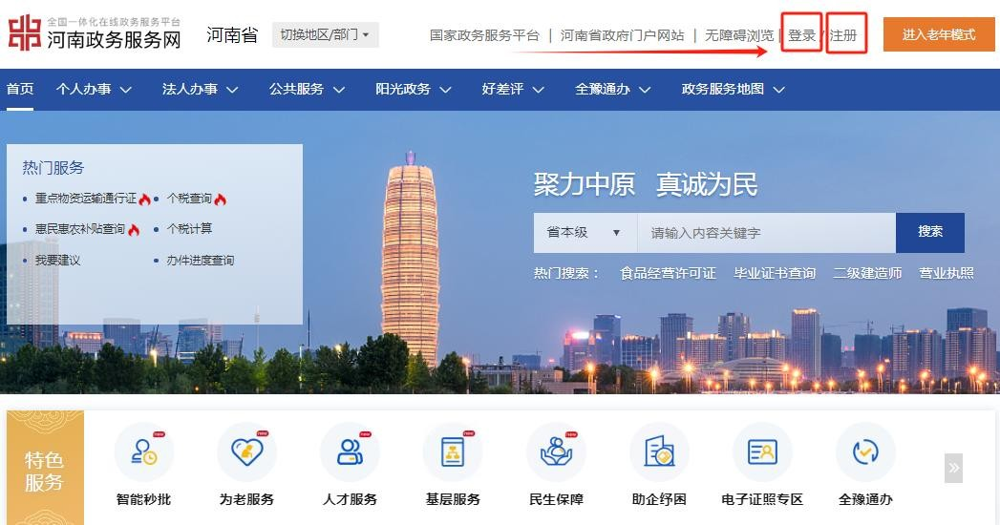 全国一体化在线政务服务平台
河南政务服务网
河南省
切换地区/部门
国家政务服务平台 | 河南省政府门户网站 | 无障碍浏览 | 登录 / 注册
进入老年模式
首页 个人办事 法人办事 公共服务 阳光政务 好差评 全豫通办 政务服务地图
热门服务
重点物资运输通行证 个税查询
惠民惠农补贴查询 个税计算
我要建议 办件进度查询
聚力中原 真诚为民
省本级 请输入内容关键字 搜索
热门搜索： 食品经营许可证 毕业证书查询 二级建造师 营业执照
特色
服务
new new new new new
智能秒批 为老服务 人才服务 基层服务 民生保障 助企纾困 电子证照专区 全豫通办